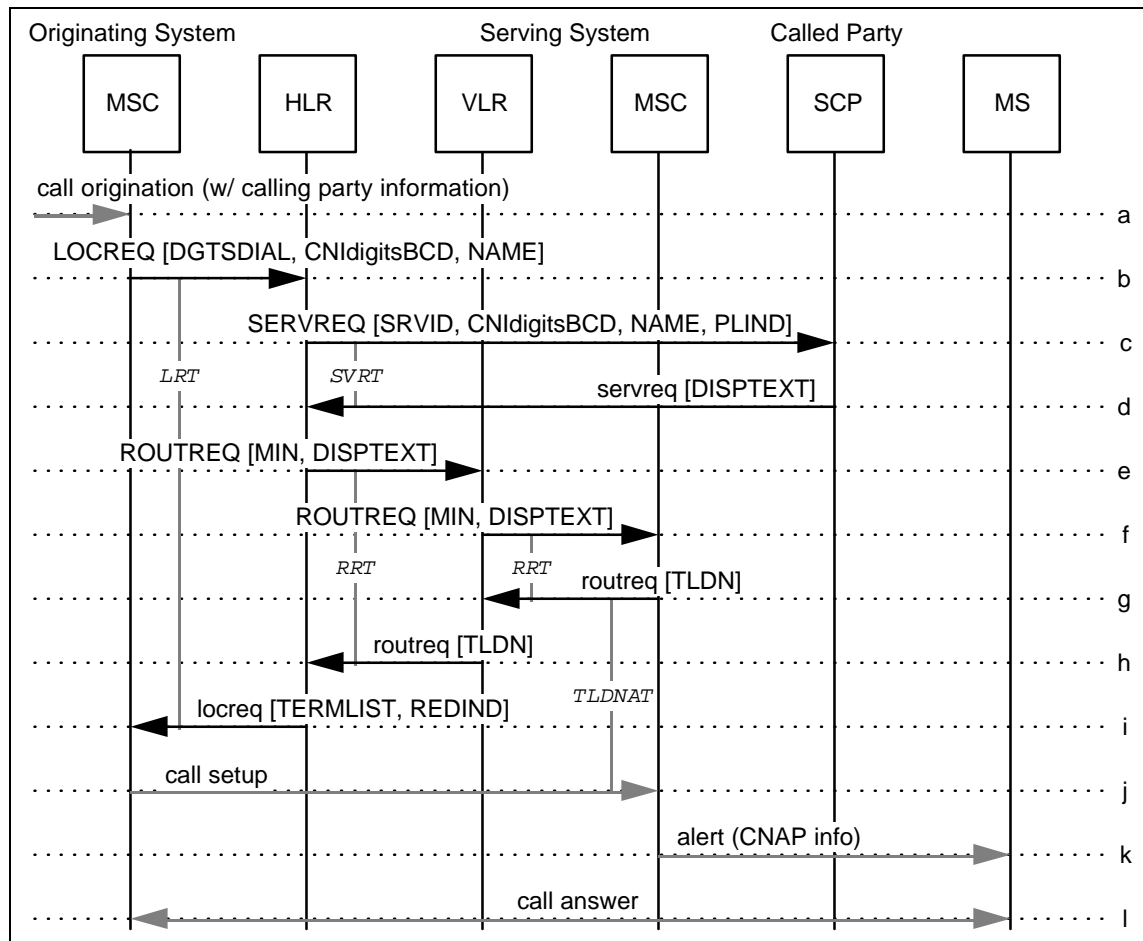 Originating System
Serving System
Called Party
MSC
HLR
VLR
MSC
SCP
MS
call origination (w/ calling party information)
a
LOCREQ [DGTSDIAL, CNIdigitsBCD, NAME]
b
SERVREQ [SRVID, CNIdigitsBCD, NAME, PLIND]
c
LRT
SVRT
servreq [DISPTEXT]
d
ROUTREQ [MIN, DISPTEXT]
e
ROUTREQ [MIN, DISPTEXT]
f
RRT
RRT
routreq [TLDN]
g
routreq [TLDN]
h
TLDNAT
locreq [TERMLIST, REDIND]
i
call setup
j
alert (CNAP info)
k
call answer
l